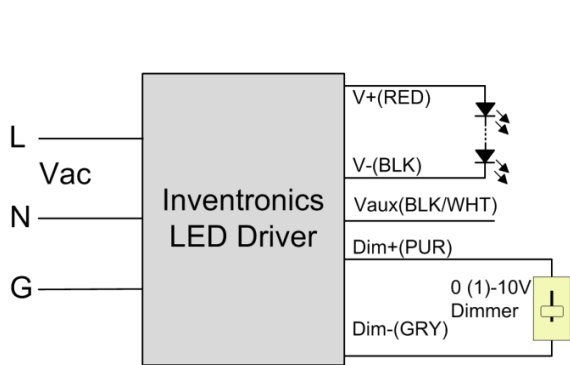 L
Vac
N
G
Inventronics
LED Driver
V+(RED)
V-(BLK)
Vaux(BLK/WHT)
Dim+(PUR)
0 (1)-10V
Dimmer
Dim-(GRY)